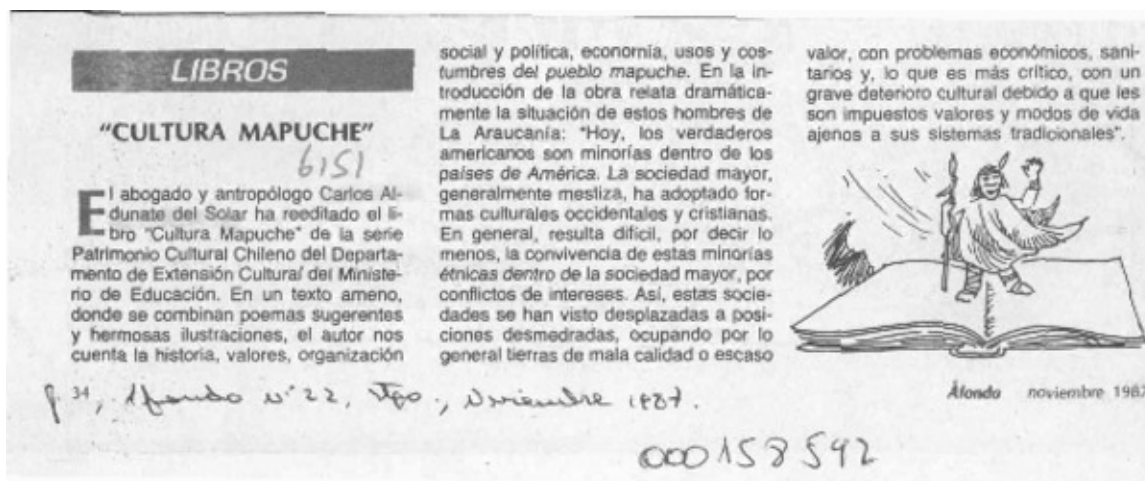 LIBROS
"CULTURA MAPUCHE"
6151
El abogado y antropólogo Carlos Al-
dunate del Solar ha reeditado el li-
bro "Cultura Mapuche" de la serie
Patrimonio Cultural Chileno del Departa-
mento de Extensión Cultural del Ministe-
rio de Educación. En un texto ameno,
donde se combinan poemas sugerentes
y hermosas ilustraciones, el autor nos
cuenta la historia, valores, organización
social y política, economía, usos y cos-
tumbres del pueblo mapuche. En la in-
troducción de la obra relata dramática-
mente la situación de estos hombres de
La Araucanía: "Hoy, los verdaderos
americanos son minorías dentro de los
países de América. La sociedad mayor,
generalmente mestiza, ha adoptado for-
mas culturales occidentales y cristianas.
En general, resulta difícil, por decir lo
menos, la convivencia de estas minorías
étnicas dentro de la sociedad mayor, por
conflictos de intereses. Así, estas socie-
dades se han visto desplazadas a posi-
ciones desmedradas, ocupando por lo
general tierras de mala calidad o escaso
valor, con problemas económicos, sani-
tarios y, lo que es más crítico, con un
grave deterioro cultural debido a que les
son impuestos valores y modos de vida
ajenos a sus sistemas tradicionales".
Afondo noviembre 1987
p 34, Afondo Nº 22, Stgo., Noviembre 1987.
000158592